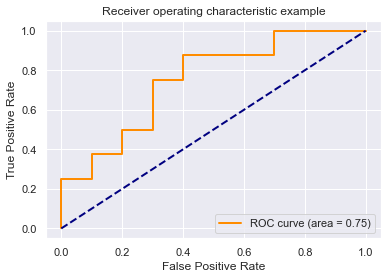 Receiver operating characteristic example
True Positive Rate
1.0
0.8
0.6
0.4
0.2
0.0
ROC curve (area = 0.75)
0.0 0.2 0.4 0.6 0.8 1.0
False Positive Rate